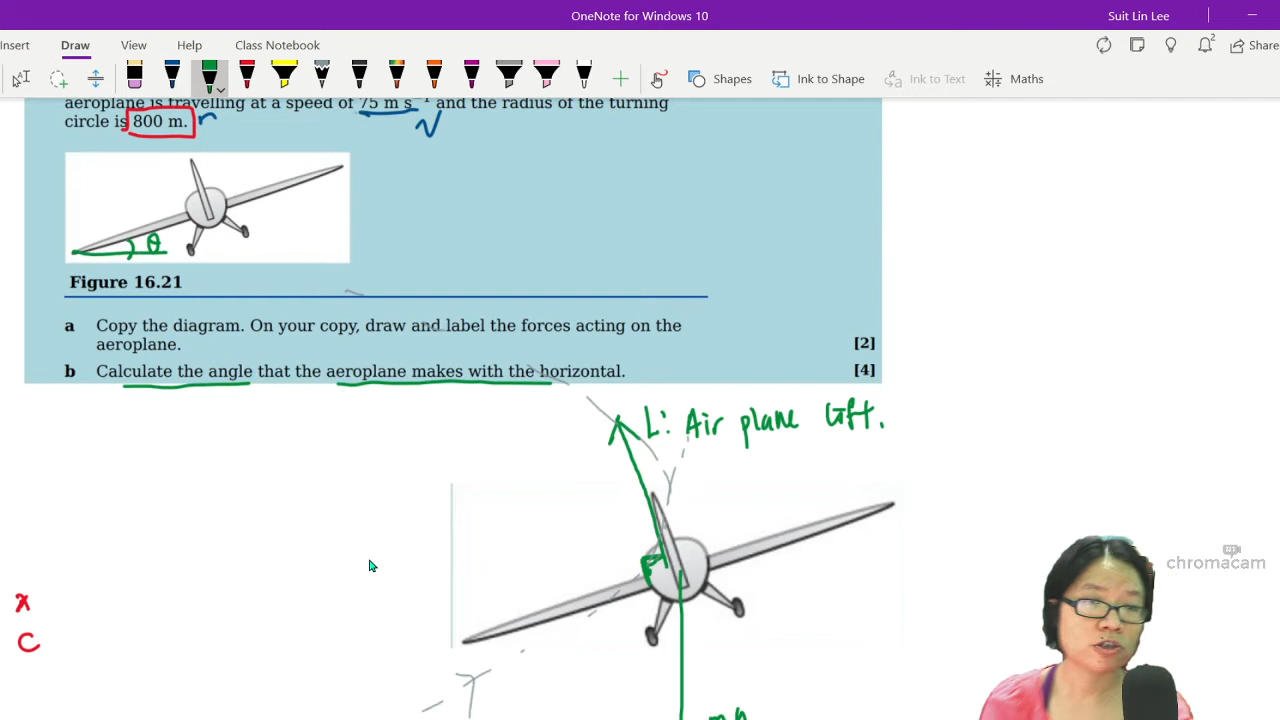 OneNote for Windows 10
Suit Lin Lee
Insert Draw View Help Class Notebook
Share
Shapes Ink to Shape Ink to Text Maths
aeroplane is travelling at a speed of 75 m s⁻¹ and the radius of the turning
circle is 800 m. r
v
θ
Figure 16.21
a Copy the diagram. On your copy, draw and label the forces acting on the
aeroplane. [2]
b Calculate the angle that the aeroplane makes with the horizontal. [4]
L: Air plane lift.
chromacam
x
C
mg